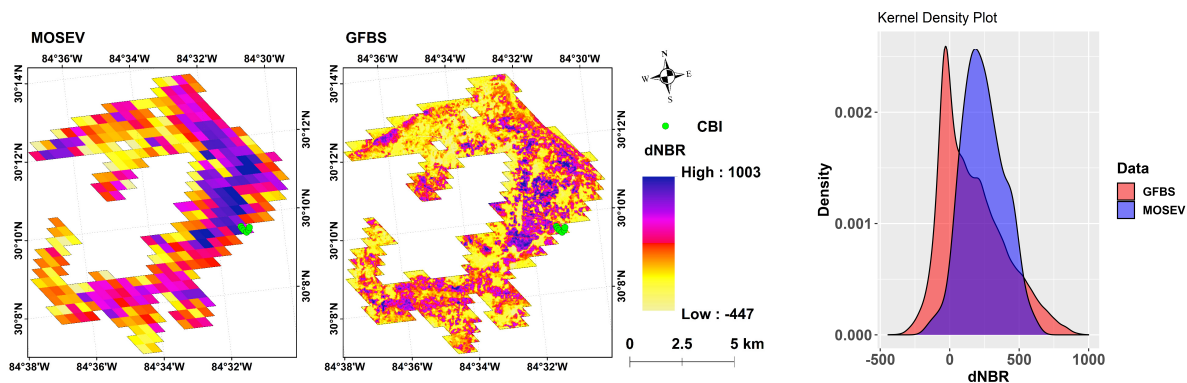 MOSEV
84°36'W 84°34'W 84°32'W 84°30'W
30°14'N
30°12'N
30°10'N
30°8'N
30°12'N
30°10'N
30°8'N
84°38'W 84°36'W 84°34'W 84°32'W
GFBS
84°36'W 84°34'W 84°32'W 84°30'W
30°14'N
30°12'N
30°10'N
30°8'N
30°12'N
30°10'N
30°8'N
84°38'W 84°36'W 84°34'W 84°32'W
N
W E
S
CBI
dNBR
High : 1003
Low : -447
0 2.5 5 km
Kernel Density Plot
Density
0.002
0.001
0.000
-500 0 500 1000
dNBR
Data
GFBS
MOSEV